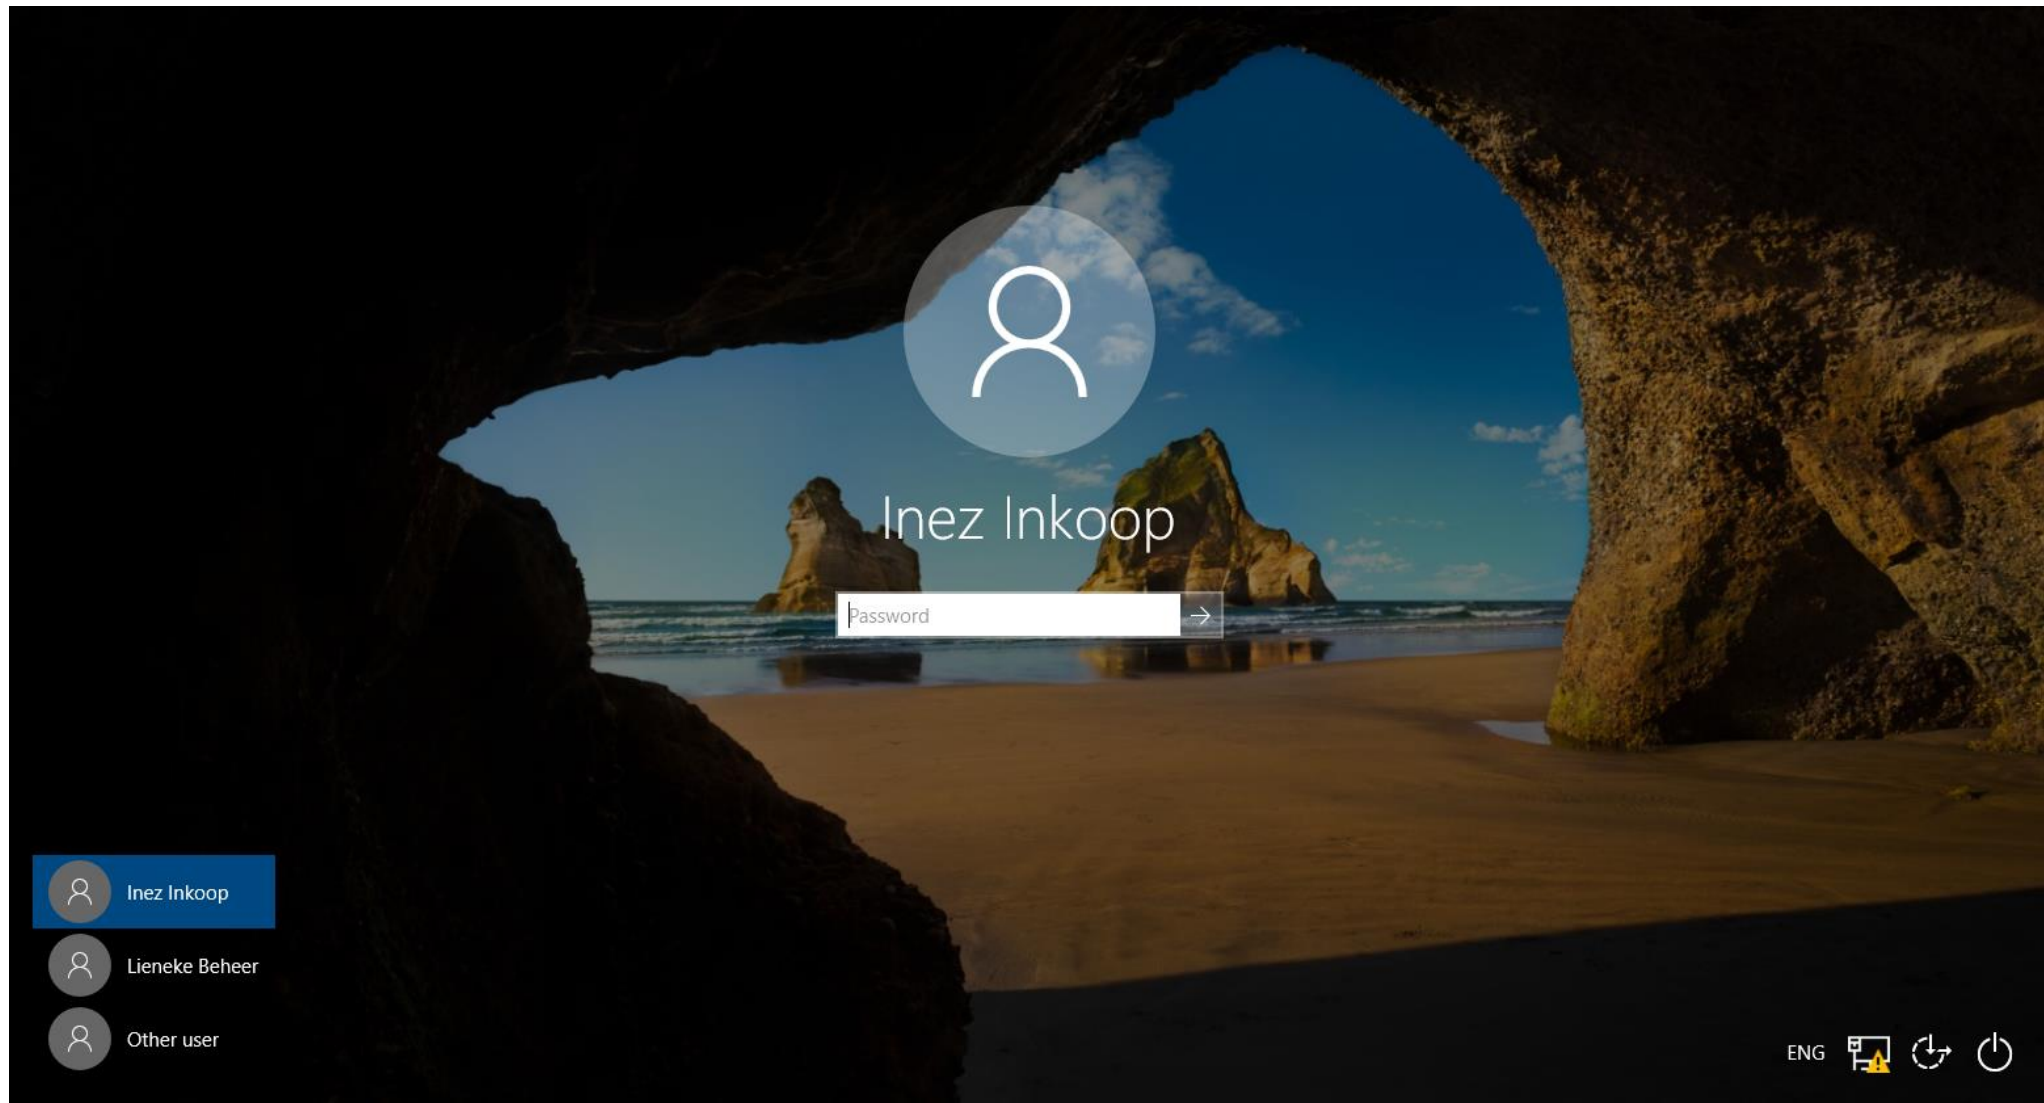 Inez Inkoop
Password
Inez Inkoop
Lieneke Beheer
Other user
ENG